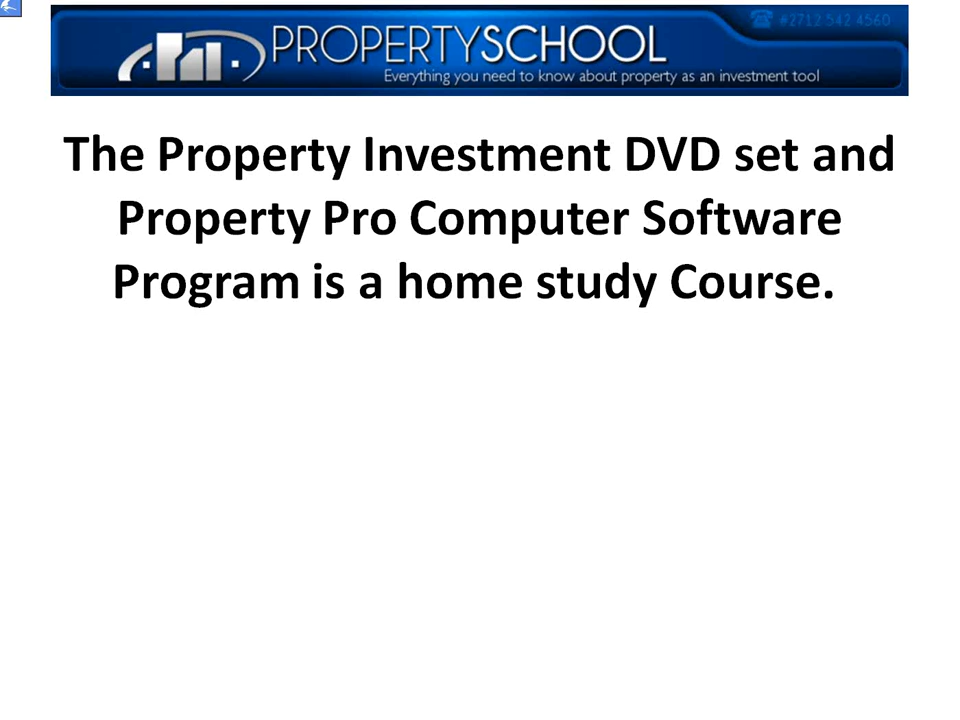 #2712 542 4560
PROPERTYSCHOOL
Everything you need to know about property as an investment tool
The Property Investment DVD set and
Property Pro Computer Software
Program is a home study Course.